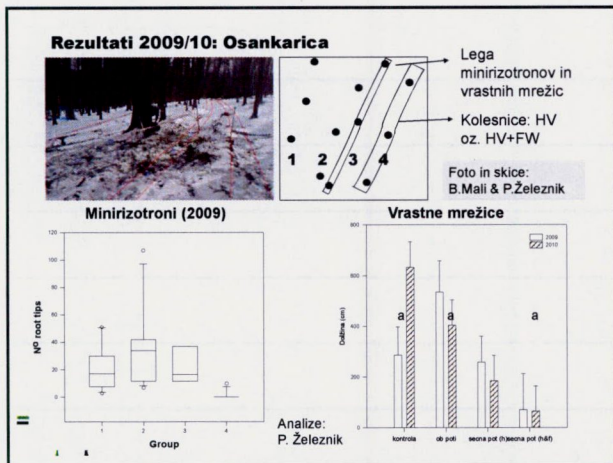 Rezultati 2009/10: Osankarica
Lega
minirizotronov in
vrastnih mrežic
Kolesnice: HV
oz. HV+FW
1 2 3 4
Foto in skice:
B.Mali & P.Železnik
Minirizotroni (2009)
Nº root tips
120
100
80
60
40
20
0
1 2 3 4
Group
Analize:
P. Železnik
Vrastne mrežice
2009
2010
Dolžina (cm)
800
600
400
200
0
a a a
kontrola ob poti secna pot (h) secna pot (h&f)